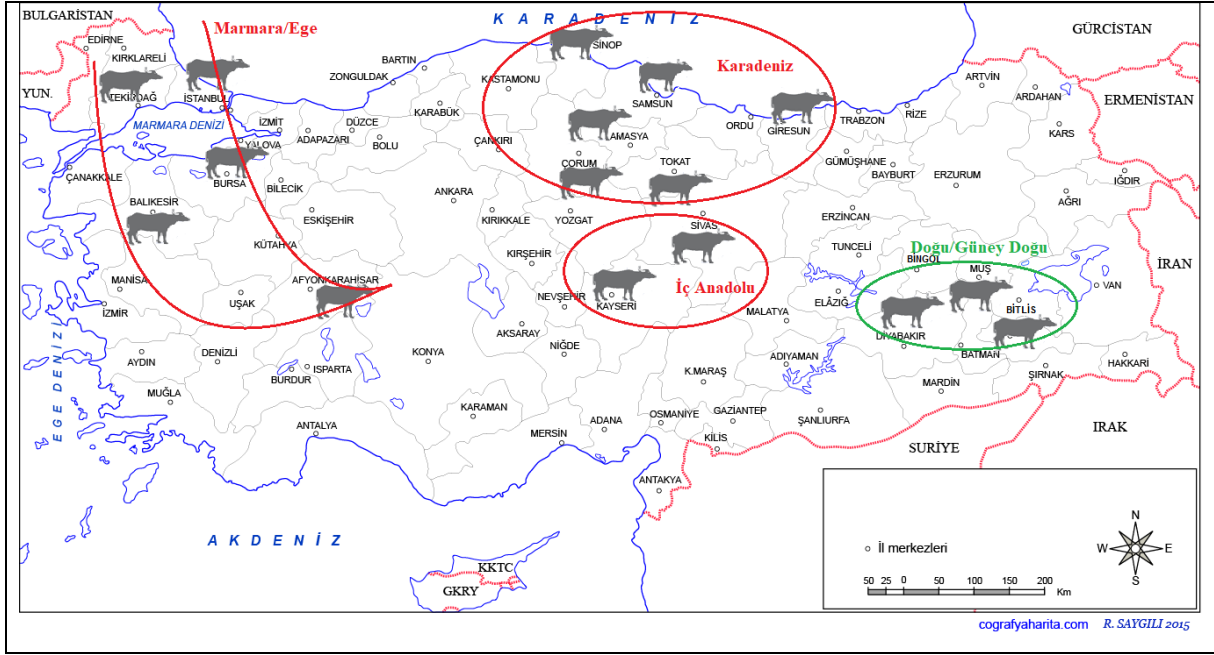 BULGARİSTAN
K A R A D E N İ Z
GÜRCİSTAN
Marmara/Ege
EDİRNE
KIRKLARELİ
SİNOP
BARTIN
Karadeniz
ZONGULDAK
KASTAMONU
ARTVİN
YUN.
TEKİRDAĞ
İSTANBUL
SAMSUN
ARDAHAN
ERMENİSTAN
KARABÜK
RİZE
MARMARA DENİZİ
İZMİT
DÜZCE
ORDU
GİRESUN
TRABZON
KARS
ADAPAZARI
BOLU
AMASYA
YALOVA
ÇANKIRI
GÜMÜŞHANE
ÇORUM
TOKAT
BAYBURT
ERZURUM
ÇANAKKALE
BURSA
BİLECİK
IĞDIR
ANKARA
BALIKESİR
ESKİŞEHİR
KIRIKKALE
YOZGAT
ERZİNCAN
AĞRI
SİVAS
KÜTAHYA
KIRŞEHİR
TUNCELİ
Doğu/Güney Doğu
BİNGÖL
İRAN
MUŞ
MANİSA
UŞAK
AFYONKARAHİSAR
NEVŞEHİR
KAYSERİ
İç Anadolu
ELÂZIĞ
VAN
İZMİR
BİTLİS
MALATYA
AKSARAY
DİYABAKIR
BATMAN
NİĞDE
EGE DENİZİ
AYDIN
DENİZLİ
KONYA
ADIYAMAN
HAKKARİ
BURDUR
ISPARTA
K.MARAŞ
ŞIRNAK
MUĞLA
MARDİN
KARAMAN
ADANA
OSMANİYE
GAZİANTEP
ŞANLIURFA
ANTALYA
MERSİN
KİLİS
IRAK
SURİYE
ANTAKYA
A K D E N İ Z
N
İl merkezleri
W
E
KKTC
S
GKRY
50 25 0 50 100 150 200
Km
cografyaharita.com R. SAYGILI 2015